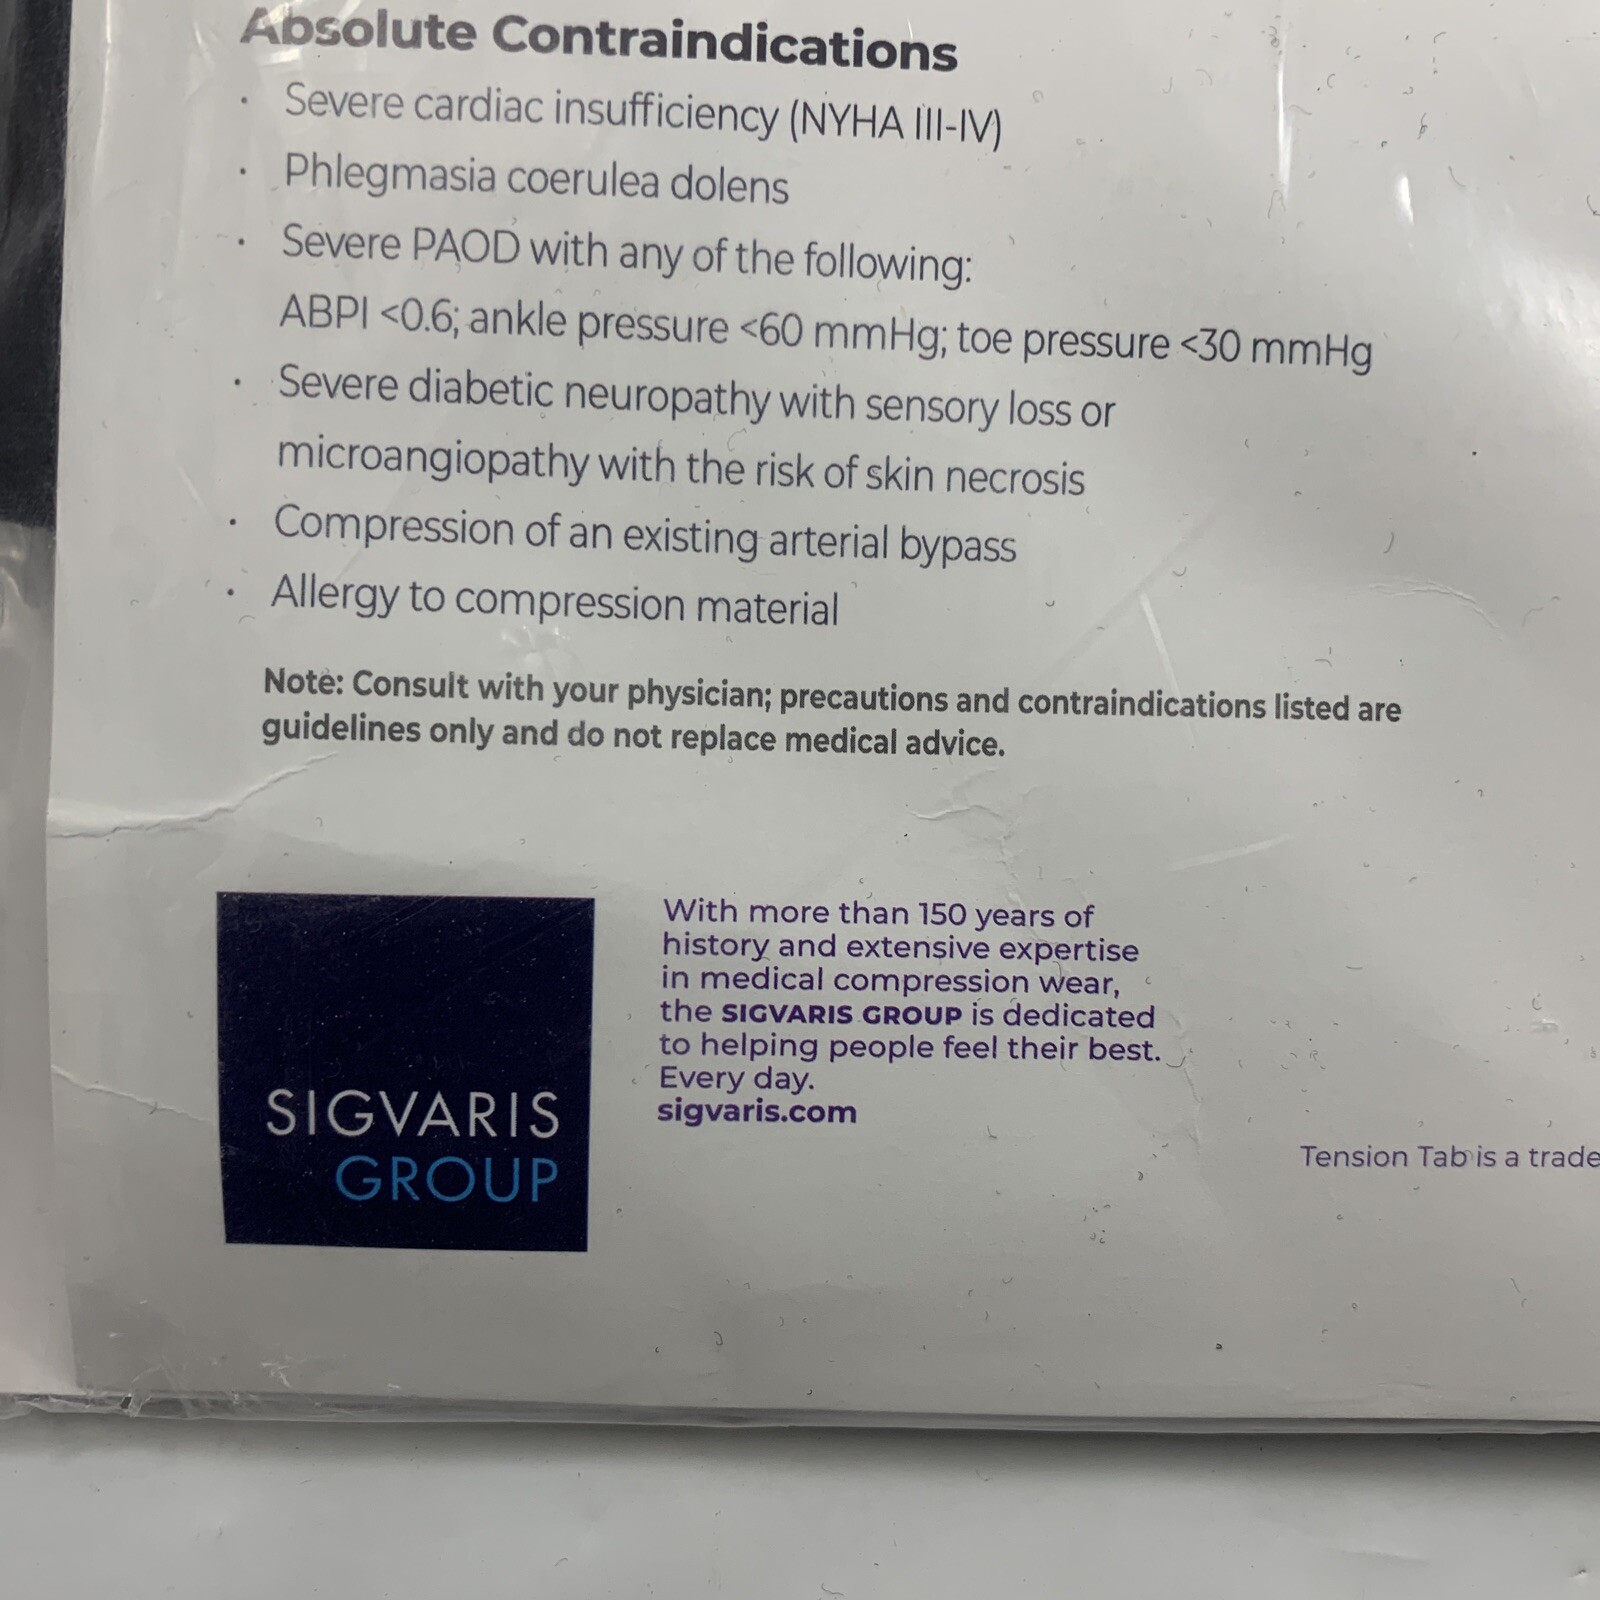 Absolute Contraindications
· Severe cardiac insufficiency (NYHA III-IV)
· Phlegmasia coerulea dolens
· Severe PAOD with any of the following:
ABPI <0.6; ankle pressure <60 mmHg; toe pressure <30 mmHg
· Severe diabetic neuropathy with sensory loss or
microangiopathy with the risk of skin necrosis
· Compression of an existing arterial bypass
· Allergy to compression material
Note: Consult with your physician; precautions and contraindications listed are
guidelines only and do not replace medical advice.
SIGVARIS
GROUP
With more than 150 years of
history and extensive expertise
in medical compression wear,
the SIGVARIS GROUP is dedicated
to helping people feel their best.
Every day.
sigvaris.com
Tension Tab is a trade